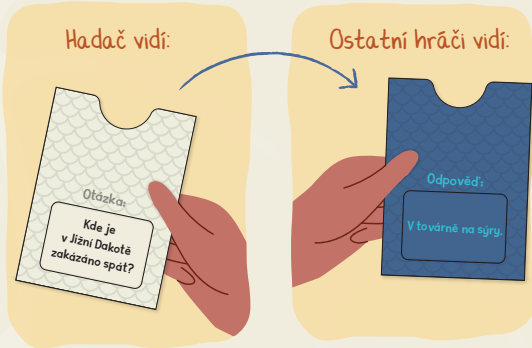 Hadač vidí:
Otázka:
Kde je
v Jižní Dakotě
zakázáno spát?
Ostatní hráči vidí:
Odpověď:
V továrně na sýry.